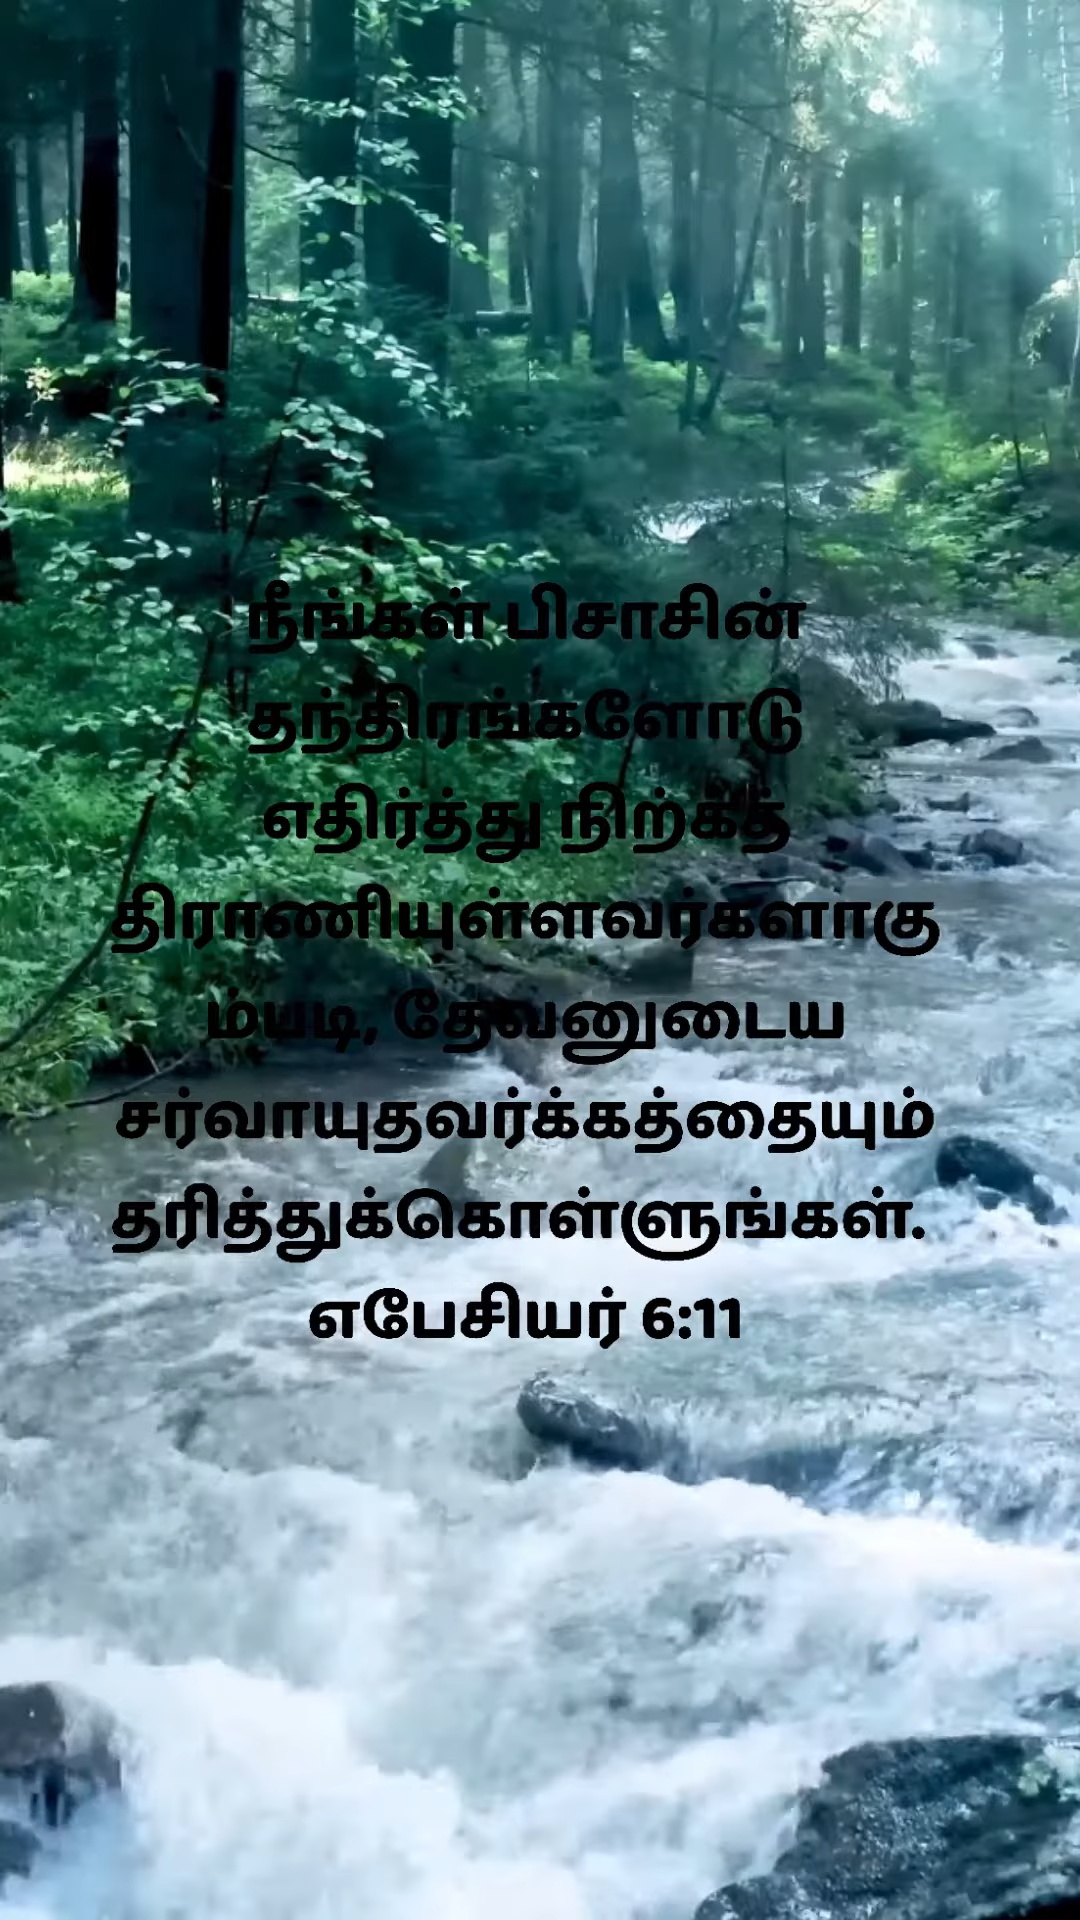 நீங்கள் பிசாசின்
தந்திரங்களோடு
எதிர்த்து நிற்கத்
திராணியுள்ளவர்களாகு
ம்படி, தேவனுடைய
சர்வாயுதவர்க்கத்தையும்
தரித்துக்கொள்ளுங்கள்.
எபேசியர் 6:11